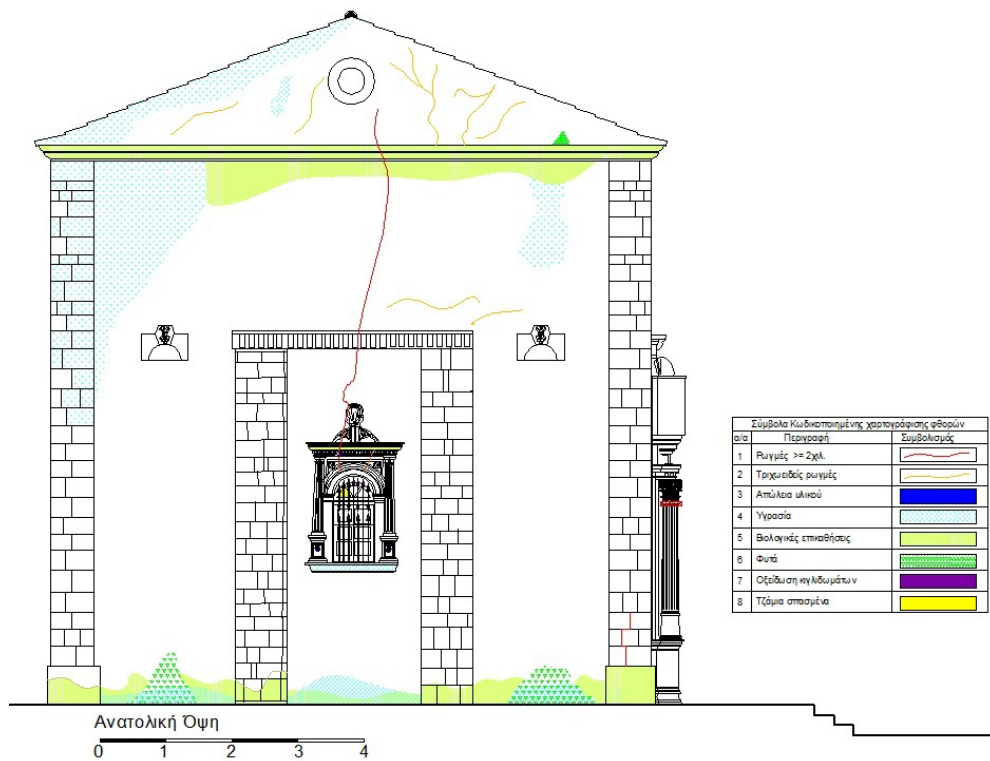 Σύμβολα Κωδικοποιημένης χαρτογράφισης φθορών
α/α Περιγραφή Συμβολισμός
1 Ρωγμές >= 2χιλ.
2 Τριχωειδείς ρωγμές
3 Απώλεια υλικού
4 Υγρασία
5 Βιολογικές επικαθήσεις
6 Φυτά
7 Οξείδωση κιγλιδωμάτων
8 Τζάμια σπασμένα
Ανατολική Όψη
0 1 2 3 4